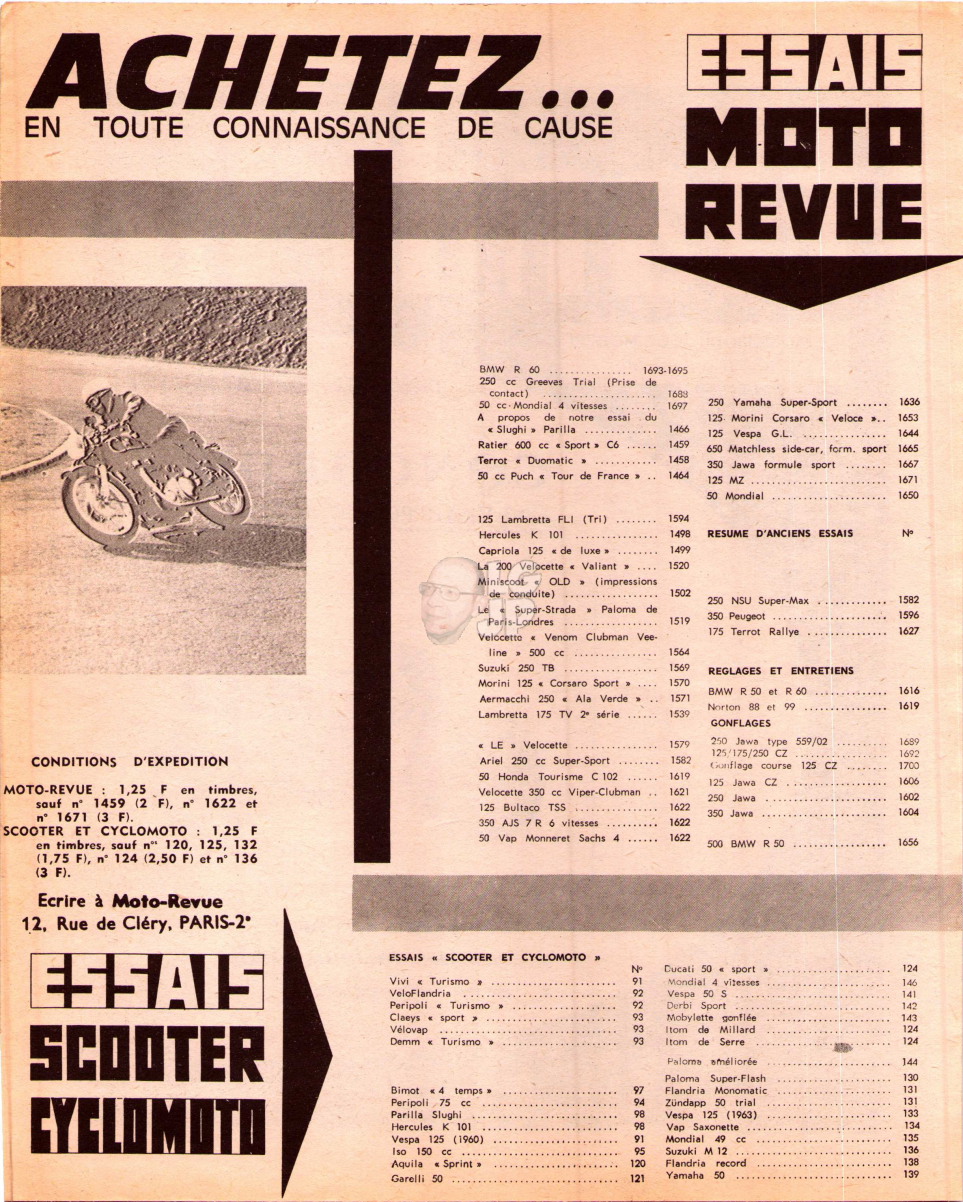 ACHETEZ...
EN TOUTE CONNAISSANCE DE CAUSE
ESSAIS
MOTO
REVUE
BMW R 60 ............... 1693-1695
250 cc Greeves Trial (Prise de
contact) .................... 1683
50 cc Mondial 4 vitesses ........ 1697
A propos de notre essai du
« Slughi » Parilla ............. 1466
Ratier 600 cc « Sport » C6 ...... 1459
Terrot « Duomatic » ........... 1458
50 cc Puch « Tour de France » .. 1464
125 Lambretta FLI (Tri) ........ 1594
Hercules K 101 ............... 1498
Capriola 125 « de luxe » ........ 1499
La 200 Velocette « Valiant » .... 1520
Miniscoot « OLD » (impressions
de conduite) ................. 1502
Le « Super-Strada » Paloma de
Paris-Londres ................. 1519
Velocette « Venom Clubman Vee-
line » 500 cc ................ 1564
Suzuki 250 TB ................. 1569
Morini 125 « Corsaro Sport » .... 1570
Aermacchi 250 « Ala Verde » .. 1571
Lambretta 175 TV 2e série ...... 1539
« LE » Velocette ............... 1579
Ariel 250 cc Super-Sport ........ 1582
50 Honda Tourisme C 102 ........ 1619
Velocette 350 cc Viper-Clubman .. 1621
125 Bultaco TSS ............... 1622
350 AJS 7 R 6 vitesses .......... 1622
50 Vap Monneret Sachs 4 ...... 1622
250 Yamaha Super-Sport ........ 1636
125 Morini Corsaro « Veloce ».. 1653
125 Vespa G.L. ............... 1644
650 Matchless side-car, form. sport 1665
350 Jawa formule sport ........ 1667
125 MZ ....................... 1671
50 Mondial .................... 1650
RESUME D'ANCIENS ESSAIS N°
250 NSU Super-Max ............ 1582
350 Peugeot .................... 1596
175 Terrot Rallye .............. 1627
REGLAGES ET ENTRETIENS
BMW R 50 et R 60 ............. 1616
Norton 88 et 99 ................ 1619
GONFLAGES
250 Jawa type 559/02 .......... 1689
125/175/250 CZ ................ 1692
Gonflage course 125 CZ ........ 1700
125 Jawa CZ .................. 1606
250 Jawa ...................... 1602
350 Jawa ...................... 1604
500 BMW R 50 ................. 1656
CONDITIONS D'EXPEDITION
MOTO-REVUE : 1,25 F en timbres,
sauf n° 1459 (2 F), n° 1622 et
n° 1671 (3 F).
SCOOTER ET CYCLOMOTO : 1,25 F
en timbres, sauf nos 120, 125, 132
(1,75 F), n° 124 (2,50 F) et n° 136
(3 F).
Ecrire à Moto-Revue
12, Rue de Cléry, PARIS-2e
ESSAIS
SCOOTER
CYCLOMOTO
ESSAIS « SCOOTER ET CYCLOMOTO »
N°
Vivi « Turismo » ....................... 91
VeloFlandria ....................... 92
Peripoli « Turismo » .................... 92
Claeys « sport » ....................... 93
Vélovap ............................... 93
Demm « Turismo » ..................... 93
Bimot « 4 temps » ..................... 97
Peripoli 75 cc ......................... 94
Parilla Slughi ......................... 98
Hercules K 101 ....................... 98
Vespa 125 (1960) ...................... 91
Iso 150 cc ............................ 95
Aquila « Sprint » ...................... 120
Garelli 50 ............................ 121
Ducati 50 « sport » ..................... 124
Mondial 4 vitesses ..................... 146
Vespa 50 S ........................... 141
Derbi Sport ........................... 142
Mobylette gonflée ..................... 143
Itom de Millard ....................... 124
Itom de Serre ......................... 124
Paloma améliorée ..................... 144
Paloma Super-Flash ................... 130
Flandria Monomatic ................... 131
Zündapp 50 trial ....................... 131
Vespa 125 (1963) ..................... 133
Vap Saxonette ......................... 134
Mondial 49 cc ......................... 135
Suzuki M 12 .......................... 136
Flandria record ........................ 138
Yamaha 50 ........................... 139